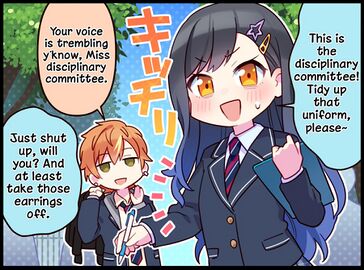 This is
the
disciplinary
committee!
Tidy up
that
uniform,
please~
キッチリ
Your voice
is trembling
y'know, Miss
disciplinary
committee.
Just shut
up, will
you? And
at least
take those
earrings
off.